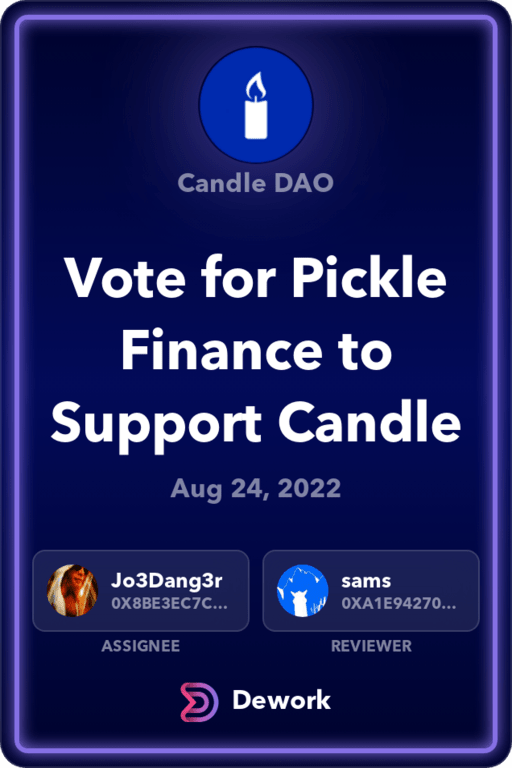 Candle DAO
Vote for Pickle
Finance to
Support Candle
Aug 24, 2022
Jo3Dang3r
0X8BE3EC7C...
ASSIGNEE
sams
0XA1E94270...
REVIEWER
Dework